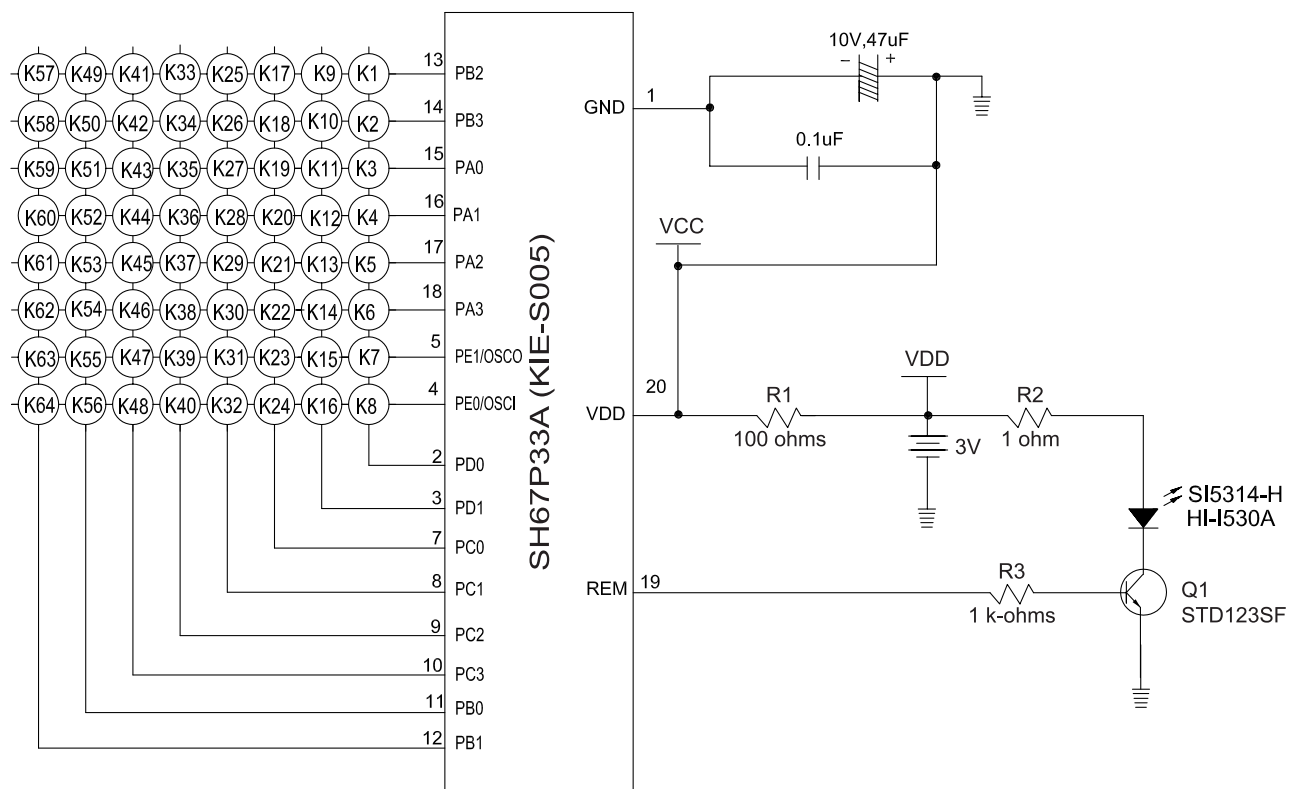 10V,47uF
− +
1
GND
0.1uF
VCC
K57 K49 K41 K33 K25 K17 K9 K1 13 PB2
K58 K50 K42 K34 K26 K18 K10 K2 14 PB3
K59 K51 K43 K35 K27 K19 K11 K3 15 PA0
K60 K52 K44 K36 K28 K20 K12 K4 16 PA1
K61 K53 K45 K37 K29 K21 K13 K5 17 PA2
K62 K54 K46 K38 K30 K22 K14 K6 18 PA3
K63 K55 K47 K39 K31 K23 K15 K7 5 PE1/OSCO
K64 K56 K48 K40 K32 K24 K16 K8 4 PE0/OSCI
2 PD0
3 PD1
7 PC0
8 PC1
9 PC2
10 PC3
11 PB0
12 PB1
SH67P33A (KIE-S005)
VDD
20
VDD
R1
100 ohms
3V
R2
1 ohm
SI5314-H
HI-I530A
REM
19
R3
1 k-ohms
Q1
STD123SF